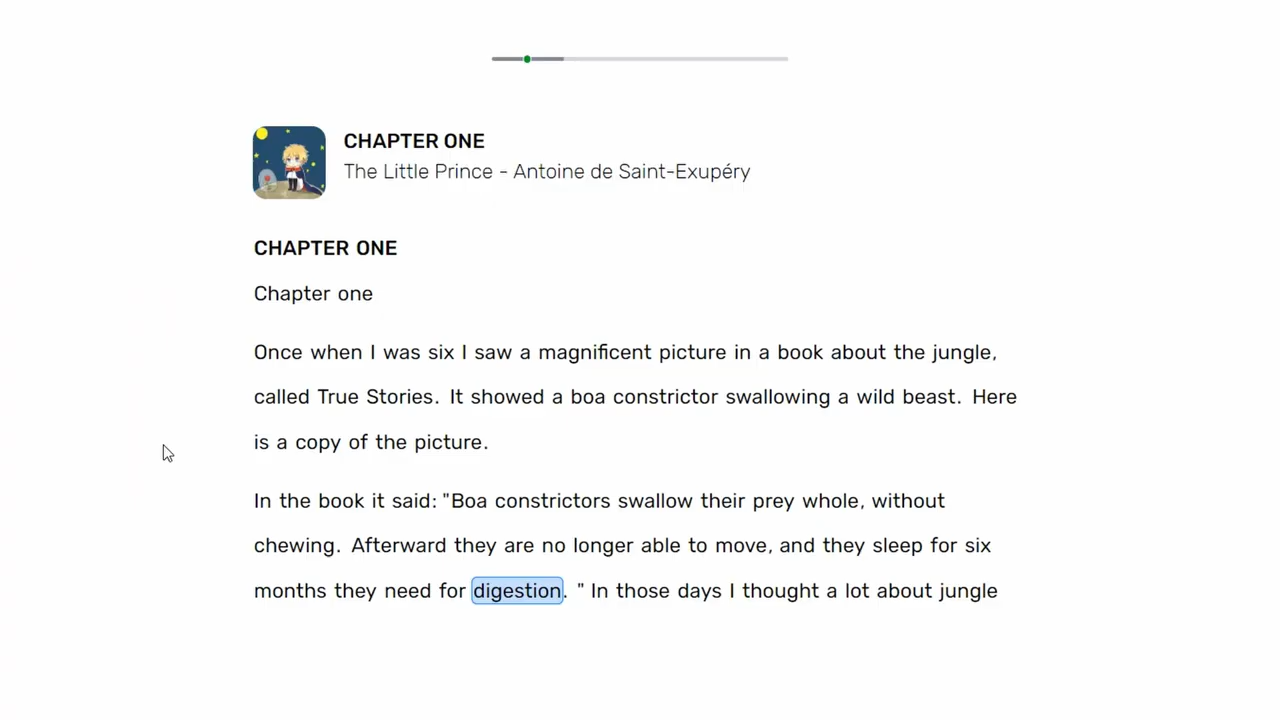 CHAPTER ONE
The Little Prince - Antoine de Saint-Exupéry
CHAPTER ONE
Chapter one
Once when I was six I saw a magnificent picture in a book about the jungle,
called True Stories. It showed a boa constrictor swallowing a wild beast. Here
is a copy of the picture.
In the book it said: "Boa constrictors swallow their prey whole, without
chewing. Afterward they are no longer able to move, and they sleep for six
months they need for digestion. " In those days I thought a lot about jungle